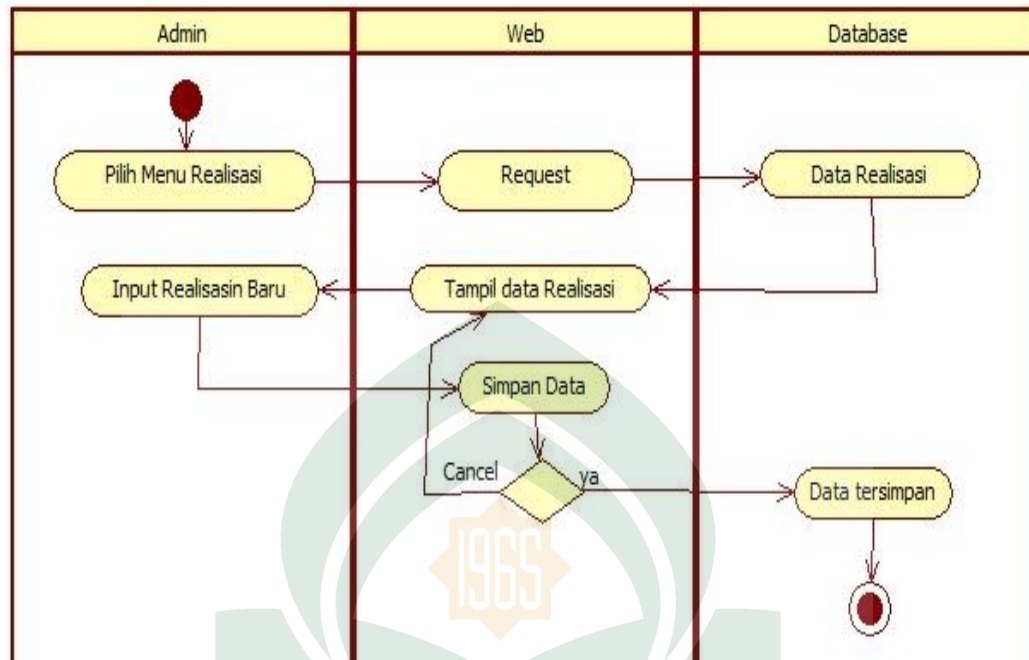 Admin
Web
Database
Pilih Menu Realisasi
Request
Data Realisasi
Input Realisasin Baru
Tampil data Realisasi
Simpan Data
Cancel
ya
Data tersimpan
1965